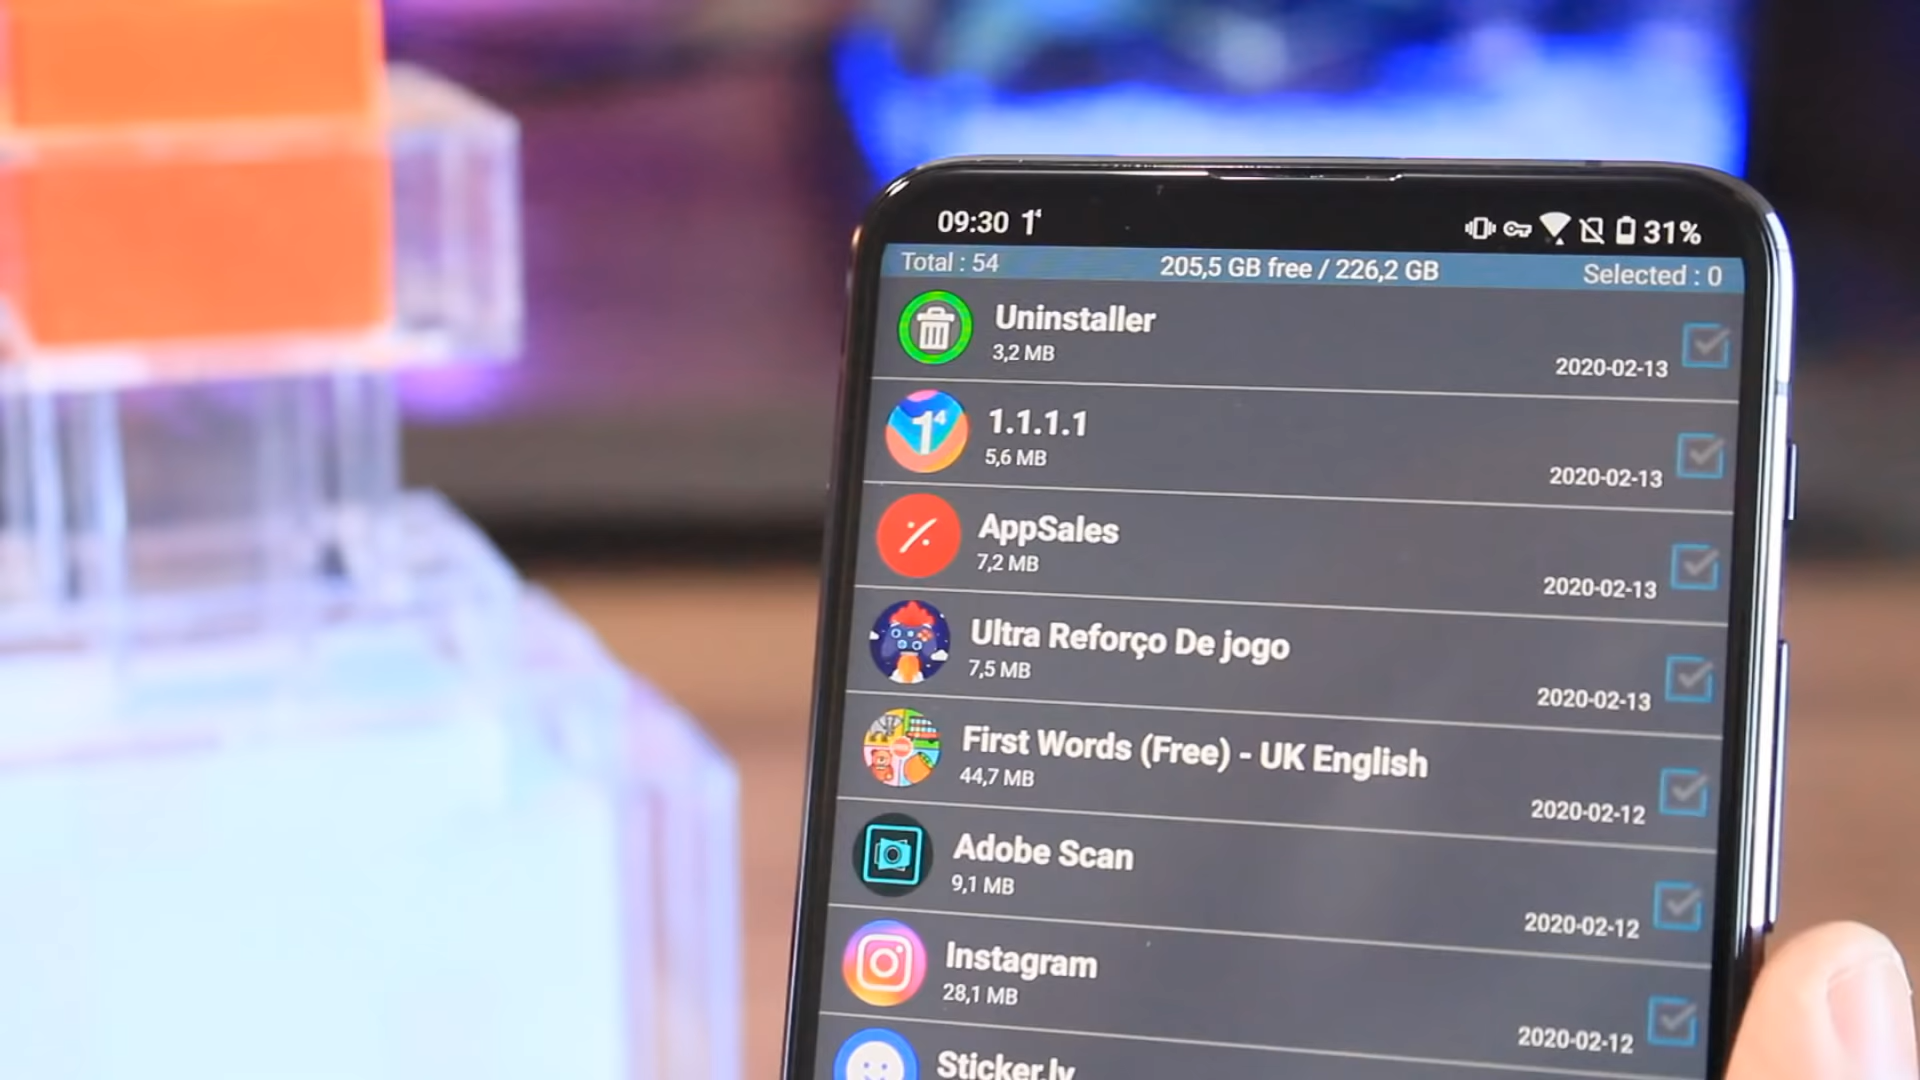 09:30 1⁴ 31%
Total : 54 205,5 GB free / 226,2 GB Selected : 0
Uninstaller
3,2 MB
2020-02-13
1⁴
1.1.1.1
5,6 MB
2020-02-13
AppSales
7,2 MB
2020-02-13
Ultra Reforço De jogo
7,5 MB
2020-02-13
First Words (Free) - UK English
44,7 MB
2020-02-12
Adobe Scan
9,1 MB
2020-02-12
Instagram
28,1 MB
2020-02-12
Sticker.ly